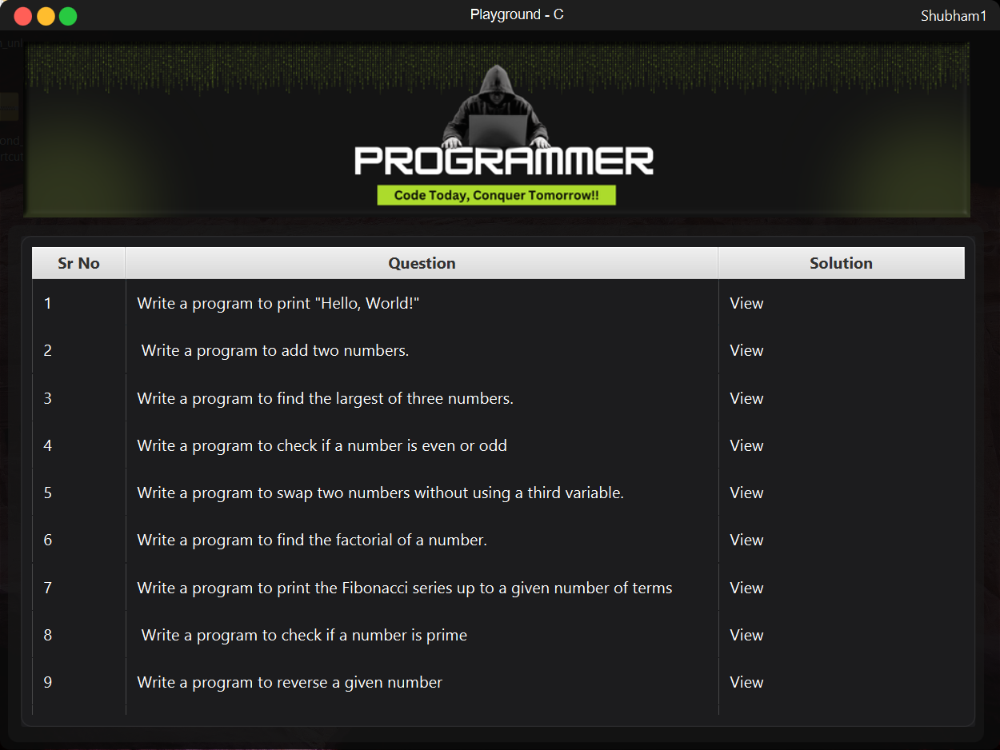 Playground - C
Shubham1
PROGRAMMER
Code Today, Conquer Tomorrow!!
Sr No Question Solution
1 Write a program to print "Hello, World!" View
2 Write a program to add two numbers. View
3 Write a program to find the largest of three numbers. View
4 Write a program to check if a number is even or odd View
5 Write a program to swap two numbers without using a third variable. View
6 Write a program to find the factorial of a number. View
7 Write a program to print the Fibonacci series up to a given number of terms View
8 Write a program to check if a number is prime View
9 Write a program to reverse a given number View